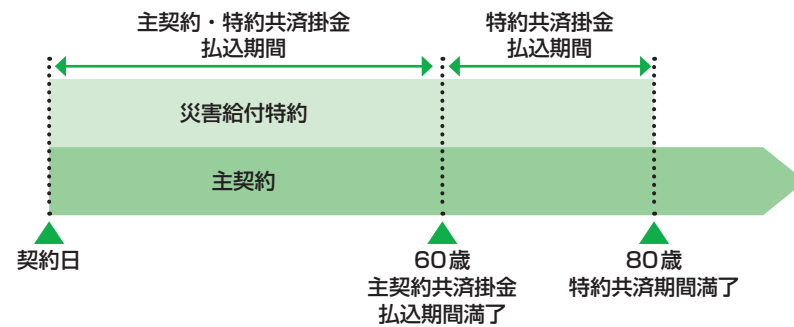 主契約・特約共済掛金
払込期間
特約共済掛金
払込期間
災害給付特約
主契約
契約日
60歳
主契約共済掛金
払込期間満了
80歳
特約共済期間満了